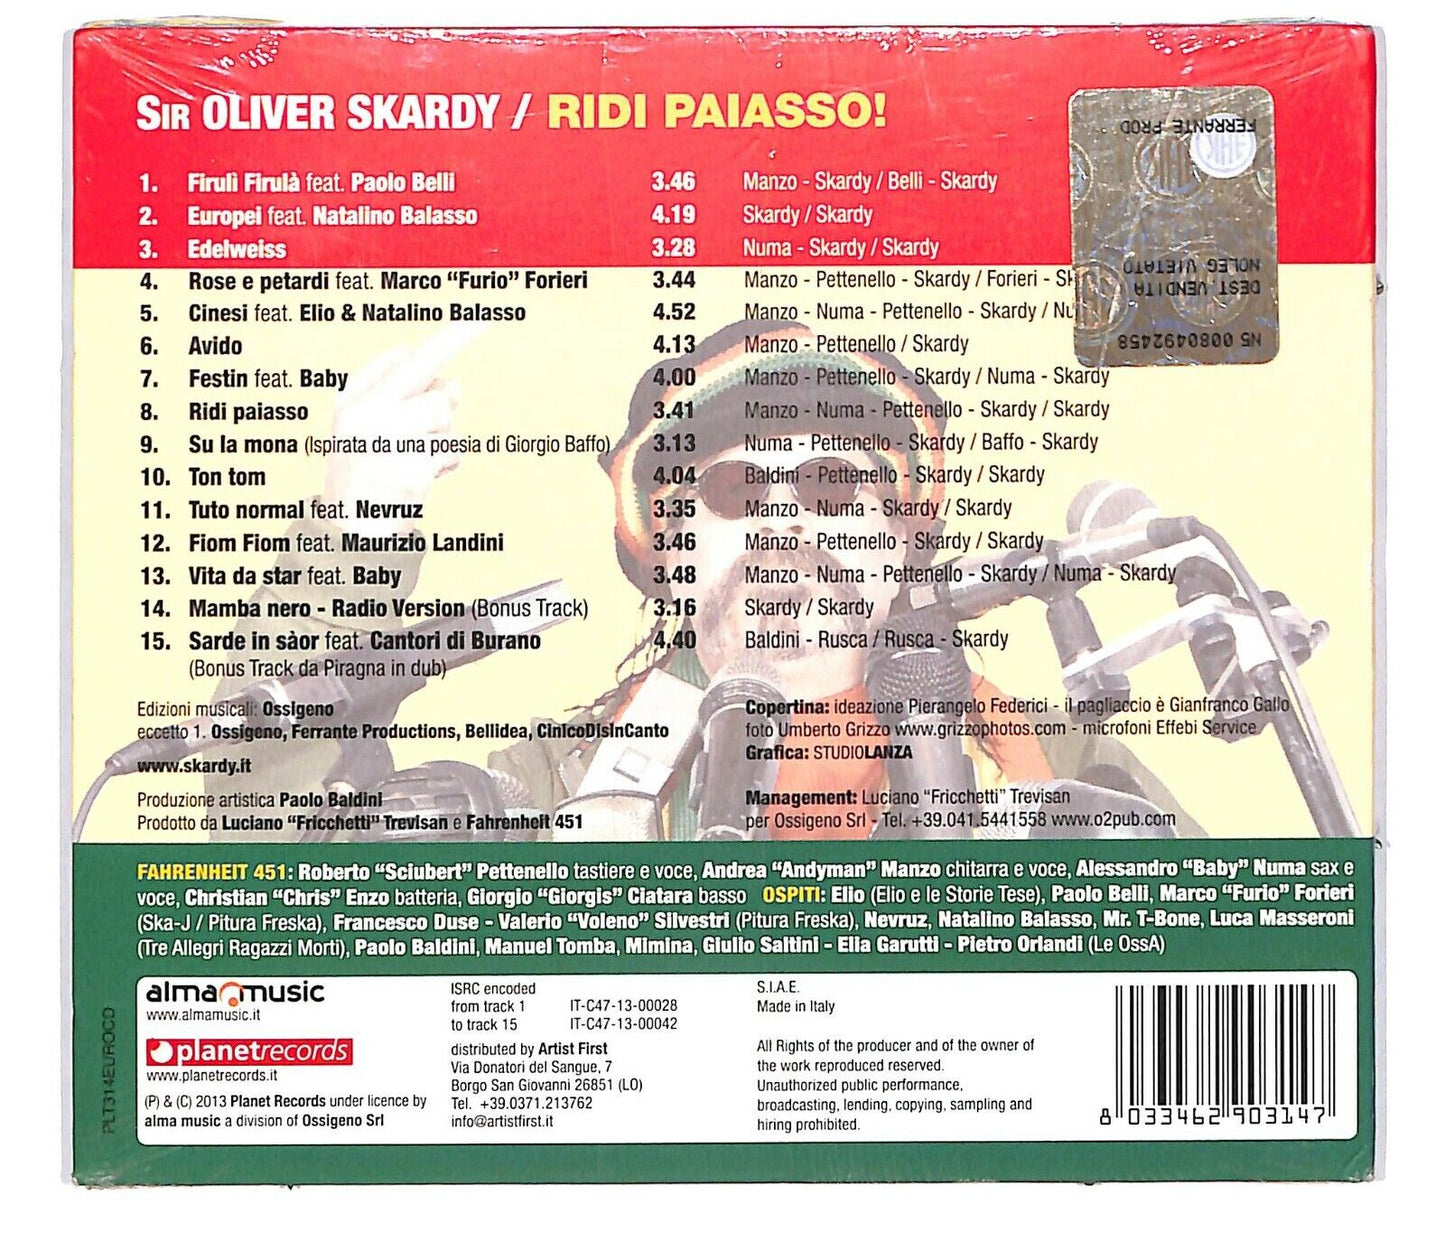 SIR OLIVER SKARDY / RIDI PAIASSO!
1. Firulì Firulà feat. Paolo Belli 3.46 Manzo - Skardy / Belli - Skardy
2. Europei feat. Natalino Balasso 4.19 Skardy / Skardy
3. Edelweiss 3.28 Numa - Skardy / Skardy
4. Rose e petardi feat. Marco “Furio” Forieri 3.44 Manzo - Pettenello - Skardy / Forieri -
5. Cinesi feat. Elio & Natalino Balasso 4.52 Manzo - Numa - Pettenello - Skardy /
6. Avido 4.13 Manzo - Pettenello / Skardy
7. Festin feat. Baby 4.00 Manzo - Pettenello - Skardy / Numa - Skardy
8. Ridi paiasso 3.41 Manzo - Numa - Pettenello - Skardy / Skardy
9. Su la mona (Ispirata da una poesia di Giorgio Baffo) 3.13 Numa - Pettenello - Skardy / Baffo - Skardy
10. Ton tom 4.04 Baldini - Pettenello - Skardy / Skardy
11. Tuto normal feat. Nevruz 3.35 Manzo - Numa - Skardy / Skardy
12. Fiom Fiom feat. Maurizio Landini 3.46 Manzo - Pettenello - Skardy / Skardy
13. Vita da star feat. Baby 3.48 Manzo - Numa - Pettenello - Skardy / Numa - Skardy
14. Mamba nero - Radio Version (Bonus Track) 3.16 Skardy / Skardy
15. Sarde in sàor feat. Cantori di Burano 4.40 Baldini - Rusca / Rusca - Skardy
(Bonus Track da Piragna in dub)
FERRANTE PROD
NOLEG VIETATO
DEST VENDITA
NS 0080492458
Edizioni musicali: Ossigeno
eccetto 1. Ossigeno, Ferrante Productions, Bellidea, CinicoDisinCanto
www.skardy.it
Produzione artistica Paolo Baldini
Prodotto da Luciano “Fricchetti” Trevisan e Fahrenheit 451
Copertina: ideazione Pierangelo Federici - il pagliaccio è Gianfranco Gallo
foto Umberto Grizzo www.grizzophotos.com - microfoni Effebi Service
Grafica: STUDIOLANZA
Management: Luciano “Fricchetti” Trevisan
per Ossigeno Srl - Tel. +39.041.5441558 www.o2pub.com
FAHRENHEIT 451: Roberto “Sciubert” Pettenello tastiere e voce, Andrea “Andyman” Manzo chitarra e voce, Alessandro “Baby” Numa sax e
voce, Christian “Chris” Enzo batteria, Giorgio “Giorgis” Ciatara basso OSPITI: Elio (Elio e le Storie Tese), Paolo Belli, Marco “Furio” Forieri
(Ska-J / Pitura Freska), Francesco Duse - Valerio “Voleno” Silvestri (Pitura Freska), Nevruz, Natalino Balasso, Mr. T-Bone, Luca Masseroni
(Tre Allegri Ragazzi Morti), Paolo Baldini, Manuel Tomba, Mimina, Giulio Saltini - Elia Garutti - Pietro Orlandi (Le OssA)
PLT314EUROCD
alma music
www.almamusic.it
planetrecords
www.planetrecords.it
(P) & (C) 2013 Planet Records under licence by
alma music a division of Ossigeno Srl
ISRC encoded
from track 1 IT-C47-13-00028
to track 15 IT-C47-13-00042
distributed by Artist First
Via Donatori del Sangue, 7
Borgo San Giovanni 26851 (LO)
Tel. +39.0371.213762
info@artistfirst.it
S.I.A.E.
Made in Italy
All Rights of the producer and of the owner of
the work reproduced reserved.
Unauthorized public performance,
broadcasting, lending, copying, sampling and
hiring prohibited.
8 033462 903147